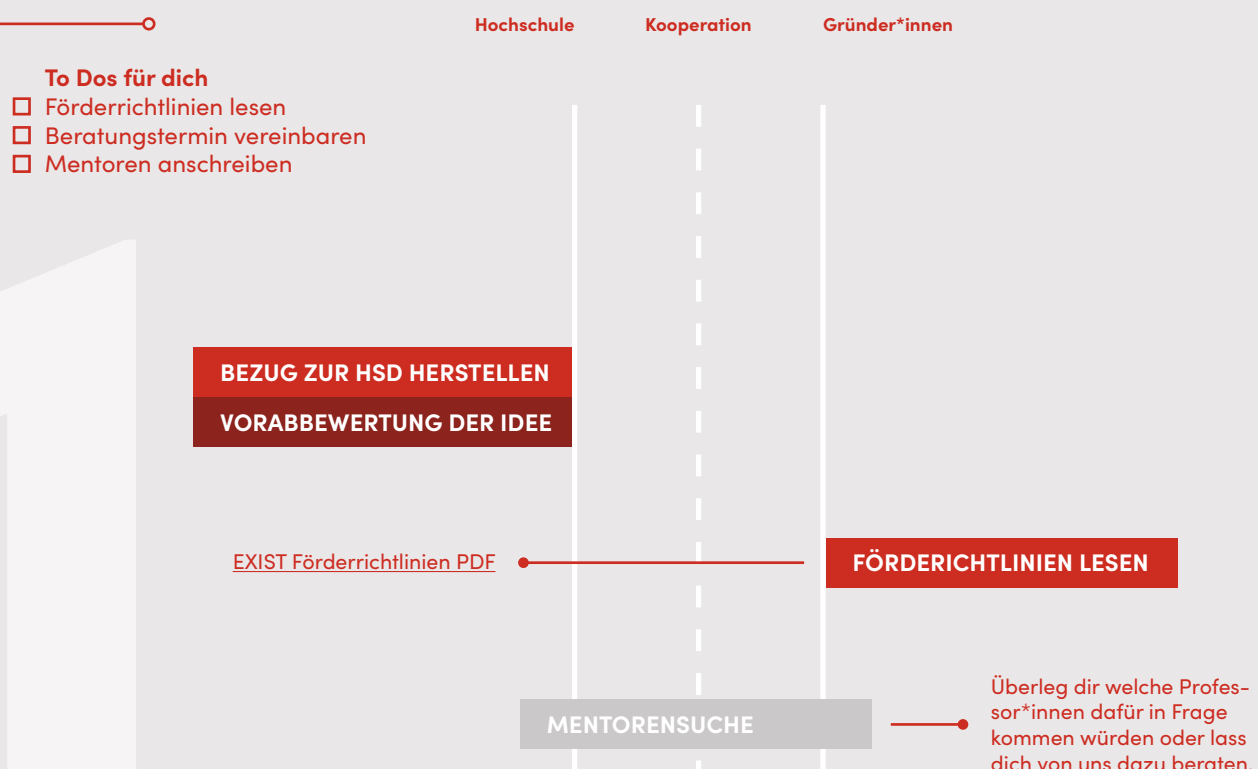 Hochschule Kooperation Gründer*innen
To Dos für dich
Förderrichtlinien lesen
Beratungstermin vereinbaren
Mentoren anschreiben
1
BEZUG ZUR HSD HERSTELLEN
VORABBEWERTUNG DER IDEE
EXIST Förderrichtlinien PDF
FÖRDERICHTLINIEN LESEN
MENTORENSUCHE
Überleg dir welche Profes-
sor*innen dafür in Frage
kommen würden oder lass
dich von uns dazu beraten.